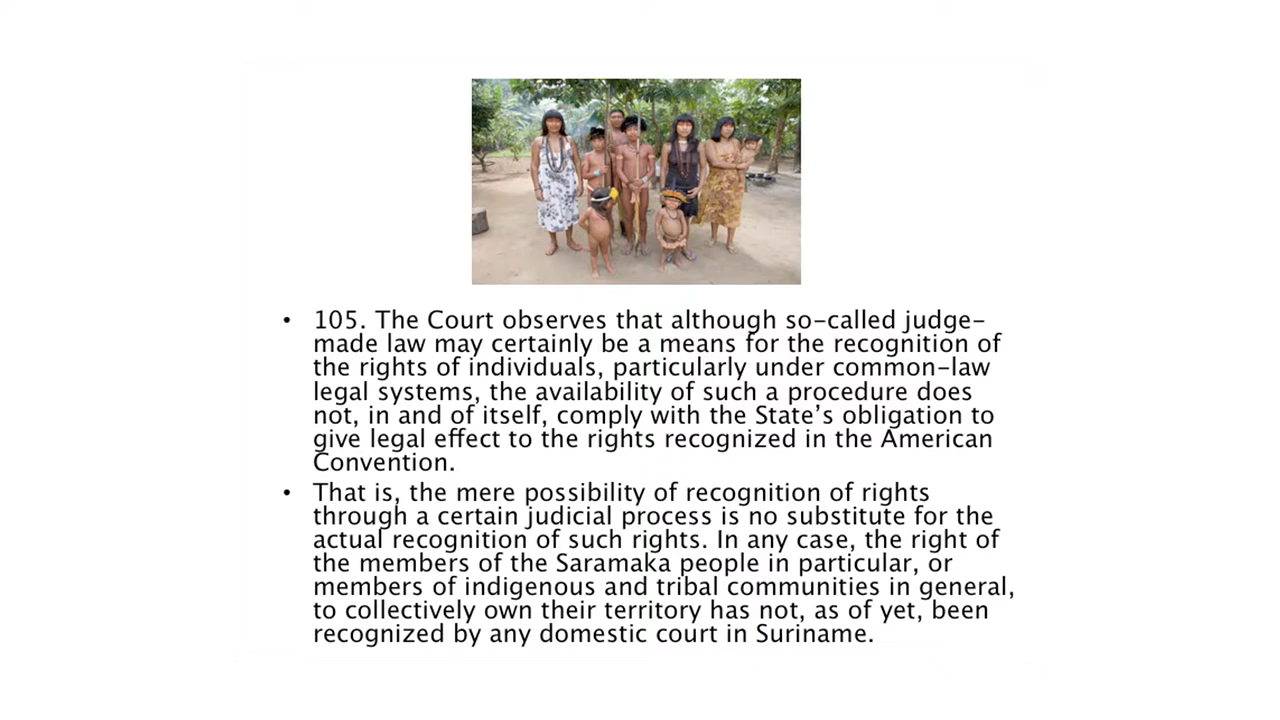 • 105. The Court observes that although so-called judge-
made law may certainly be a means for the recognition of
the rights of individuals, particularly under common-law
legal systems, the availability of such a procedure does
not, in and of itself, comply with the State’s obligation to
give legal effect to the rights recognized in the American
Convention.
• That is, the mere possibility of recognition of rights
through a certain judicial process is no substitute for the
actual recognition of such rights. In any case, the right of
the members of the Saramaka people in particular, or
members of indigenous and tribal communities in general,
to collectively own their territory has not, as of yet, been
recognized by any domestic court in Suriname.